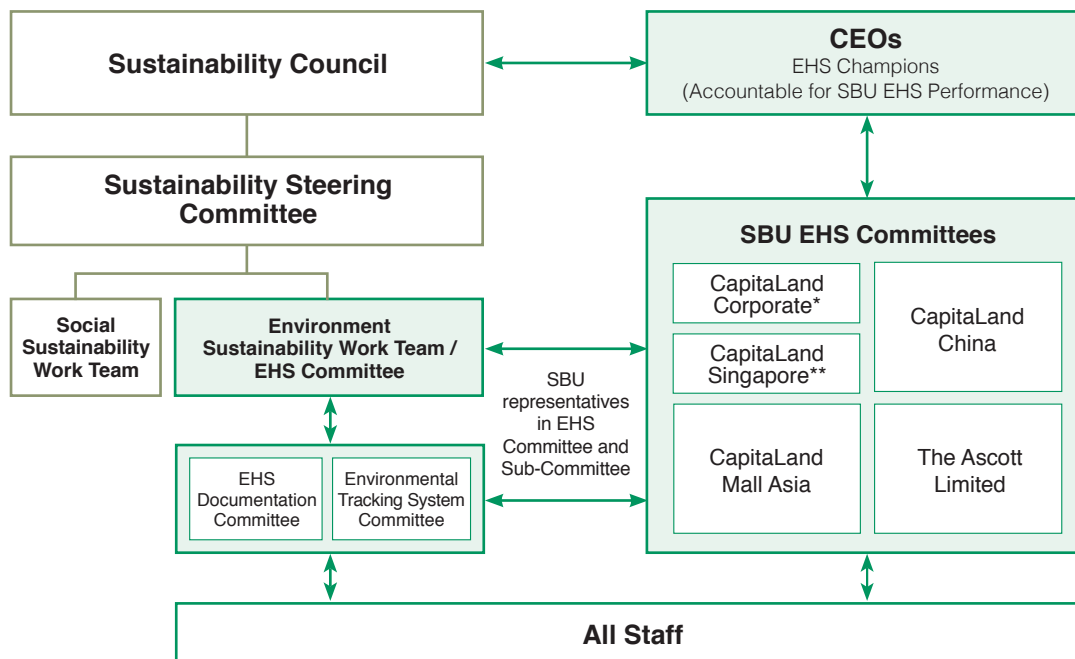 Sustainability Council
CEOs
EHS Champions
(Accountable for SBU EHS Performance)
Sustainability Steering
Committee
SBU EHS Committees
CapitaLand
Corporate*
CapitaLand
China
CapitaLand
Singapore**
CapitaLand
Mall Asia
The Ascott
Limited
Social
Sustainability
Work Team
Environment
Sustainability Work Team /
EHS Committee
SBU
representatives
in EHS
Committee and
Sub-Committee
EHS
Documentation
Committee
Environmental
Tracking System
Committee
All Staff